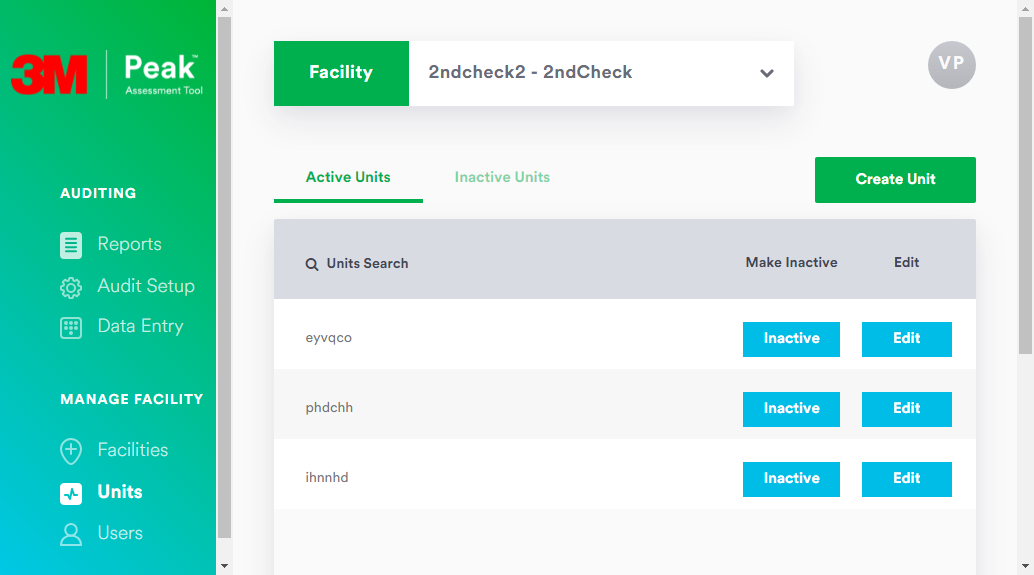 3M
Peak™
Assessment Tool
AUDITING
Reports
Audit Setup
Data Entry
MANAGE FACILITY
Facilities
Units
Users
Facility
2ndcheck2 - 2ndCheck
VP
Active Units
Inactive Units
Create Unit
Units Search
Make Inactive
Edit
eyvqco
Inactive
Edit
phdchh
Inactive
Edit
ihnnhd
Inactive
Edit